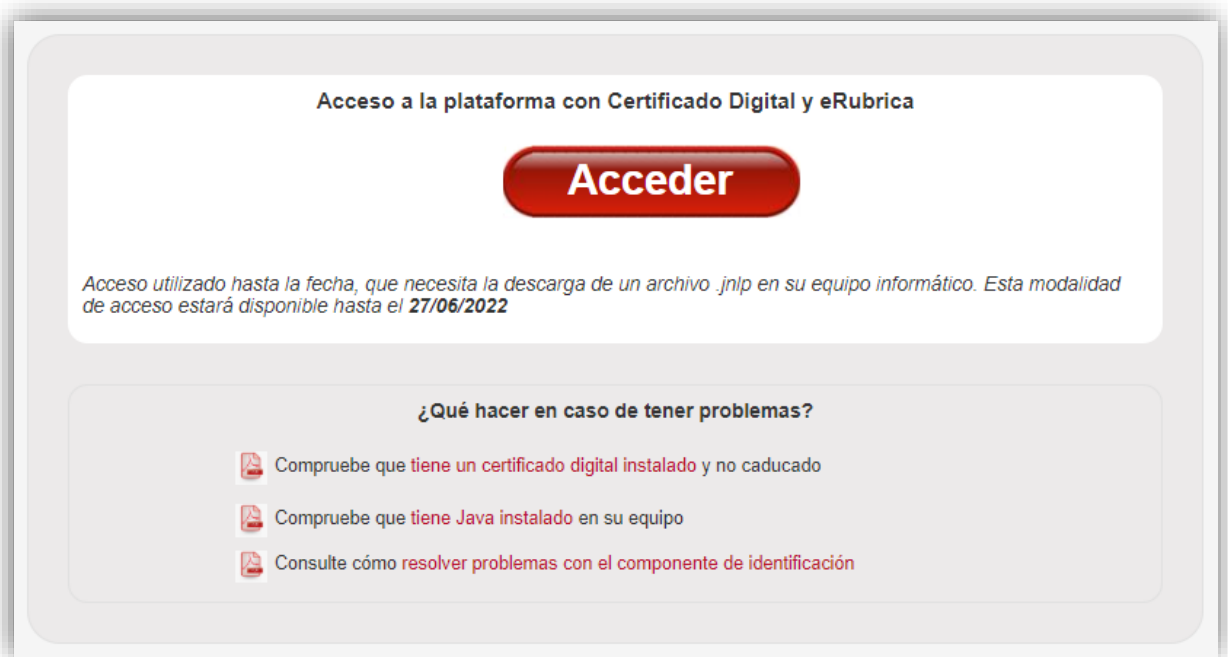 Acceso a la plataforma con Certificado Digital y eRubrica
Acceder
Acceso utilizado hasta la fecha, que necesita la descarga de un archivo .jnlp en su equipo informático. Esta modalidad
de acceso estará disponible hasta el 27/06/2022
¿Qué hacer en caso de tener problemas?
Compruebe que tiene un certificado digital instalado y no caducado
Compruebe que tiene Java instalado en su equipo
Consulte cómo resolver problemas con el componente de identificación